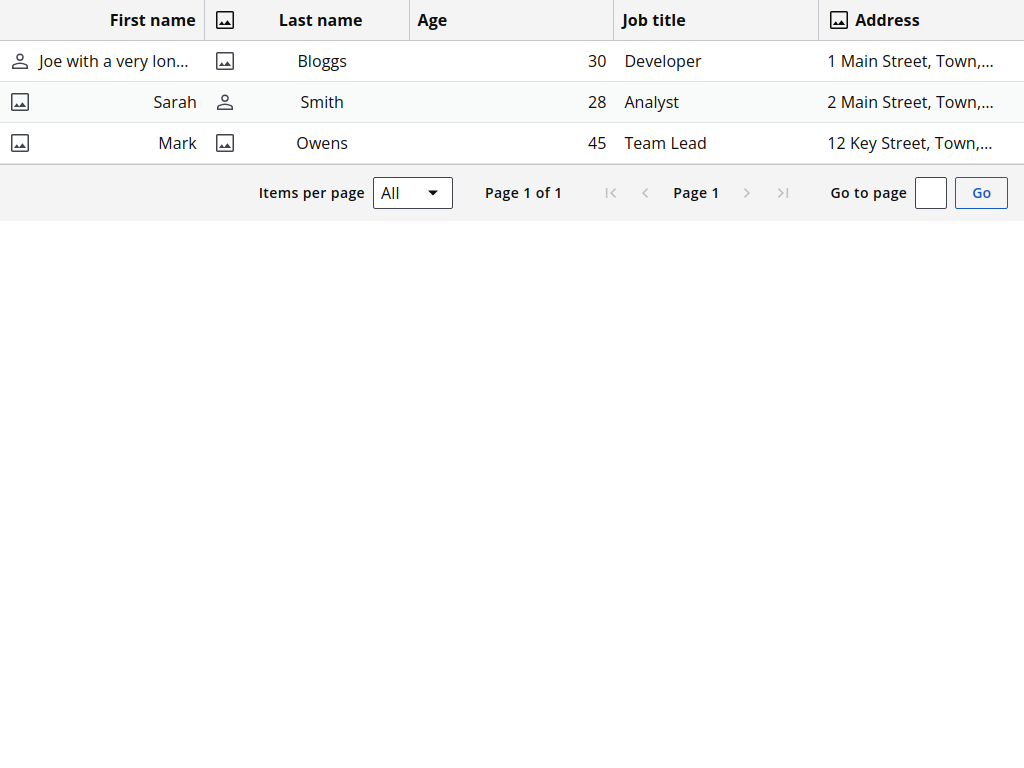 First name Last name Age Job title Address
Joe with a very lon... Bloggs 30 Developer 1 Main Street, Town,...
Sarah Smith 28 Analyst 2 Main Street, Town,...
Mark Owens 45 Team Lead 12 Key Street, Town,...
Items per page All Page 1 of 1 Page 1 Go to page Go